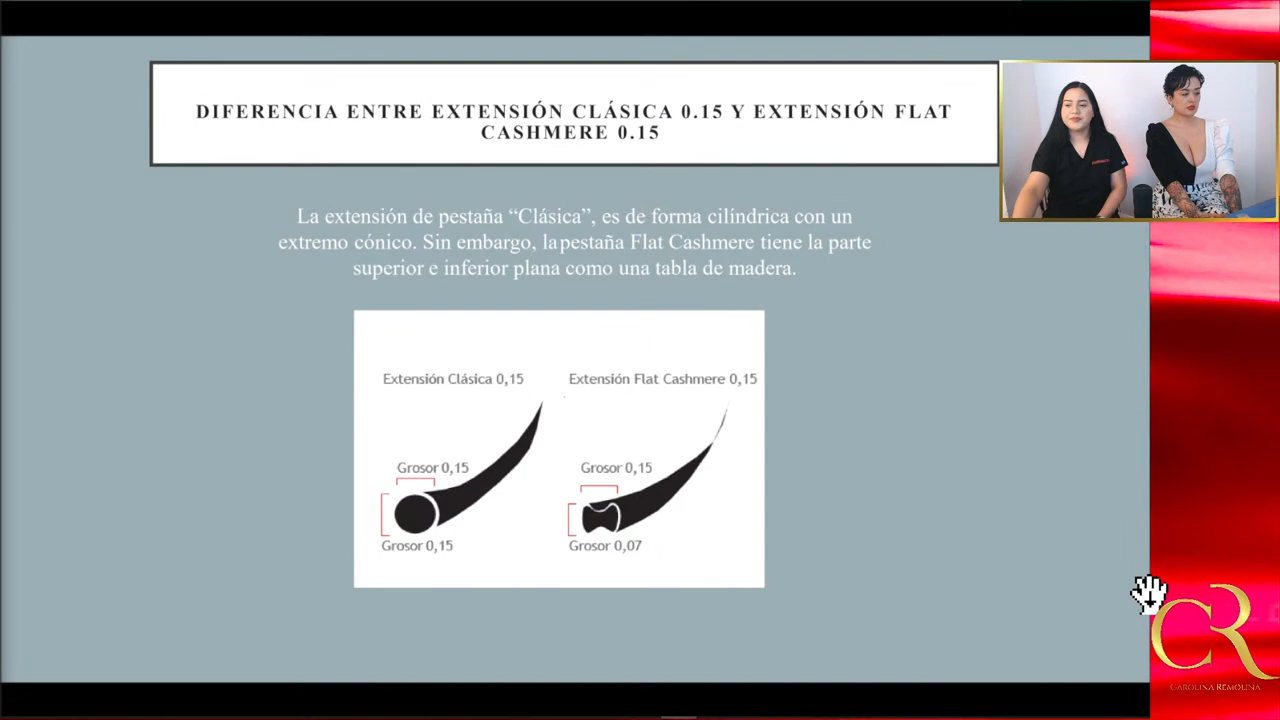 DIFERENCIA ENTRE EXTENSIÓN CLÁSICA 0.15 Y EXTENSIÓN FLAT
CASHMERE 0.15
La extensión de pestaña “Clásica”, es de forma cilíndrica con un
extremo cónico. Sin embargo, la pestaña Flat Cashmere tiene la parte
superior e inferior plana como una tabla de madera.
Extensión Clásica 0,15
Grosor 0,15
Grosor 0,15
Extensión Flat Cashmere 0,15
Grosor 0,15
Grosor 0,07
CR
CAROLINA REMOLINA